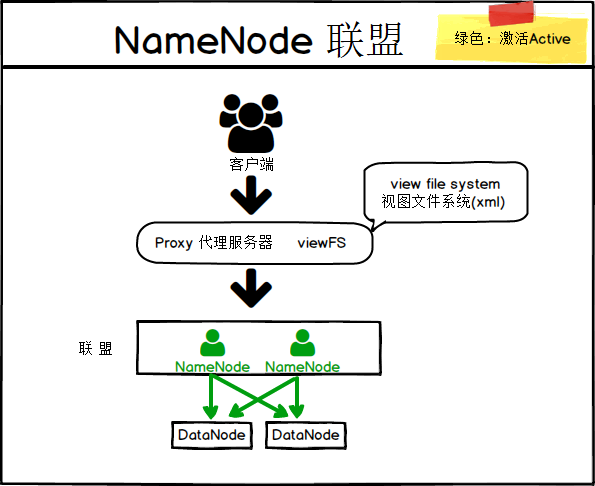 NameNode 联盟
绿色：激活Active
客户端
view file system
视图文件系统(xml)
Proxy 代理服务器 viewFS
联 盟
NameNode NameNode
DataNode DataNode